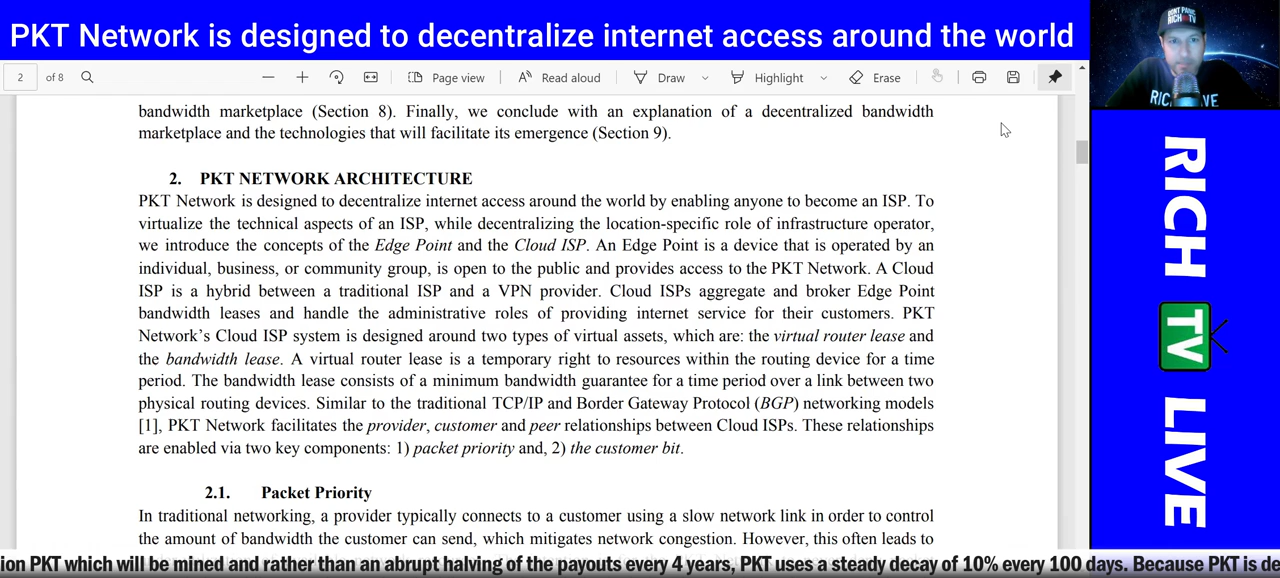 PKT Network is designed to decentralize internet access around the world
2 of 8 Page view Read aloud Draw Highlight Erase
bandwidth marketplace (Section 8). Finally, we conclude with an explanation of a decentralized bandwidth
marketplace and the technologies that will facilitate its emergence (Section 9).
2. PKT NETWORK ARCHITECTURE
PKT Network is designed to decentralize internet access around the world by enabling anyone to become an ISP. To
virtualize the technical aspects of an ISP, while decentralizing the location-specific role of infrastructure operator,
we introduce the concepts of the Edge Point and the Cloud ISP. An Edge Point is a device that is operated by an
individual, business, or community group, is open to the public and provides access to the PKT Network. A Cloud
ISP is a hybrid between a traditional ISP and a VPN provider. Cloud ISPs aggregate and broker Edge Point
bandwidth leases and handle the administrative roles of providing internet service for their customers. PKT
Network's Cloud ISP system is designed around two types of virtual assets, which are: the virtual router lease and
the bandwidth lease. A virtual router lease is a temporary right to resources within the routing device for a time
period. The bandwidth lease consists of a minimum bandwidth guarantee for a time period over a link between two
physical routing devices. Similar to the traditional TCP/IP and Border Gateway Protocol (BGP) networking models
[1], PKT Network facilitates the provider, customer and peer relationships between Cloud ISPs. These relationships
are enabled via two key components: 1) packet priority and, 2) the customer bit.
2.1. Packet Priority
In traditional networking, a provider typically connects to a customer using a slow network link in order to control
the amount of bandwidth the customer can send, which mitigates network congestion. However, this often leads to
ion PKT which will be mined and rather than an abrupt halving of the payouts every 4 years, PKT uses a steady decay of 10% every 100 days. Because PKT is de
DON'T PANIC
RICH TV
RICH TV LIVE